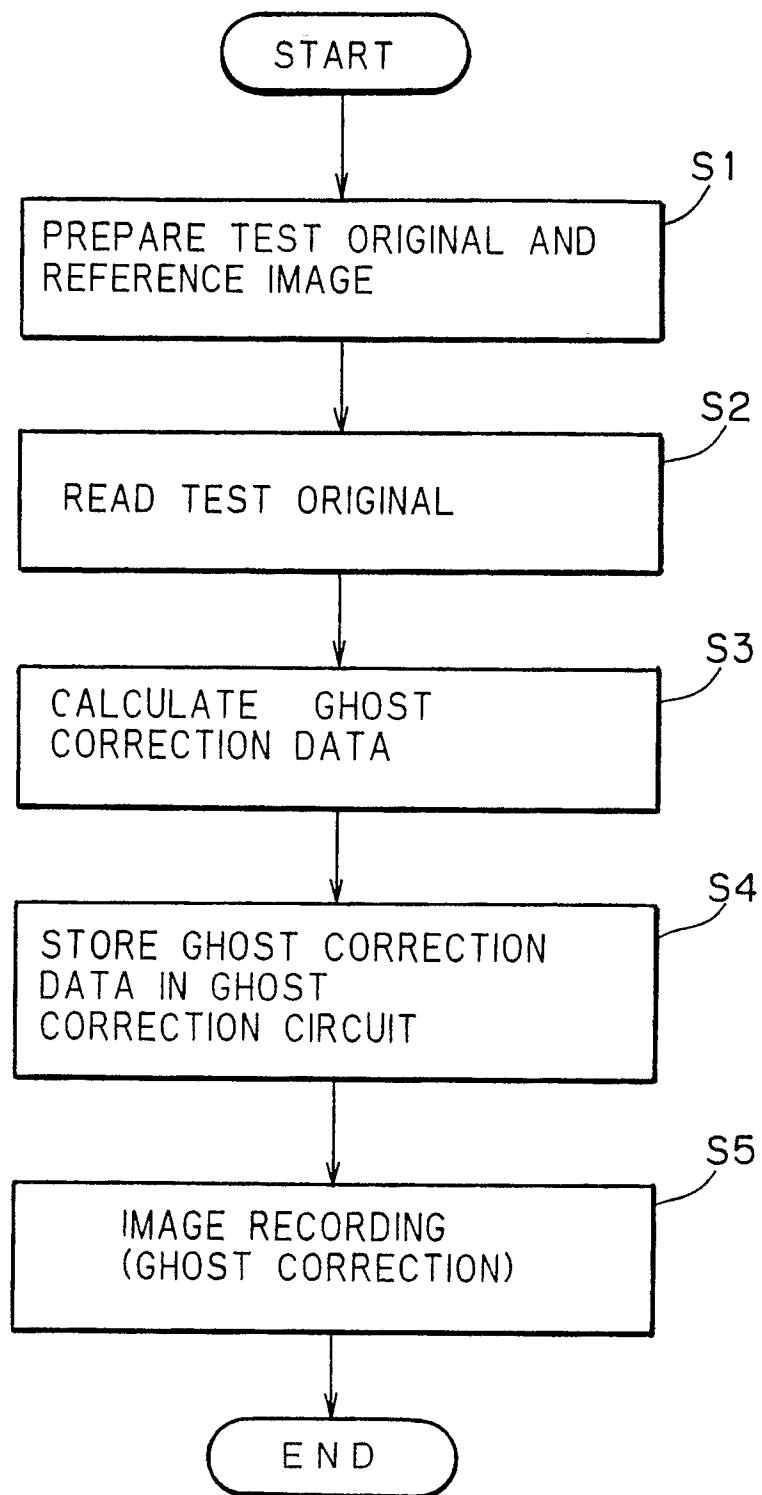 START
S1
PREPARE TEST ORIGINAL AND
REFERENCE IMAGE
S2
READ TEST ORIGINAL
S3
CALCULATE GHOST
CORRECTION DATA
S4
STORE GHOST CORRECTION
DATA IN GHOST
CORRECTION CIRCUIT
S5
IMAGE RECORDING
(GHOST CORRECTION)
END